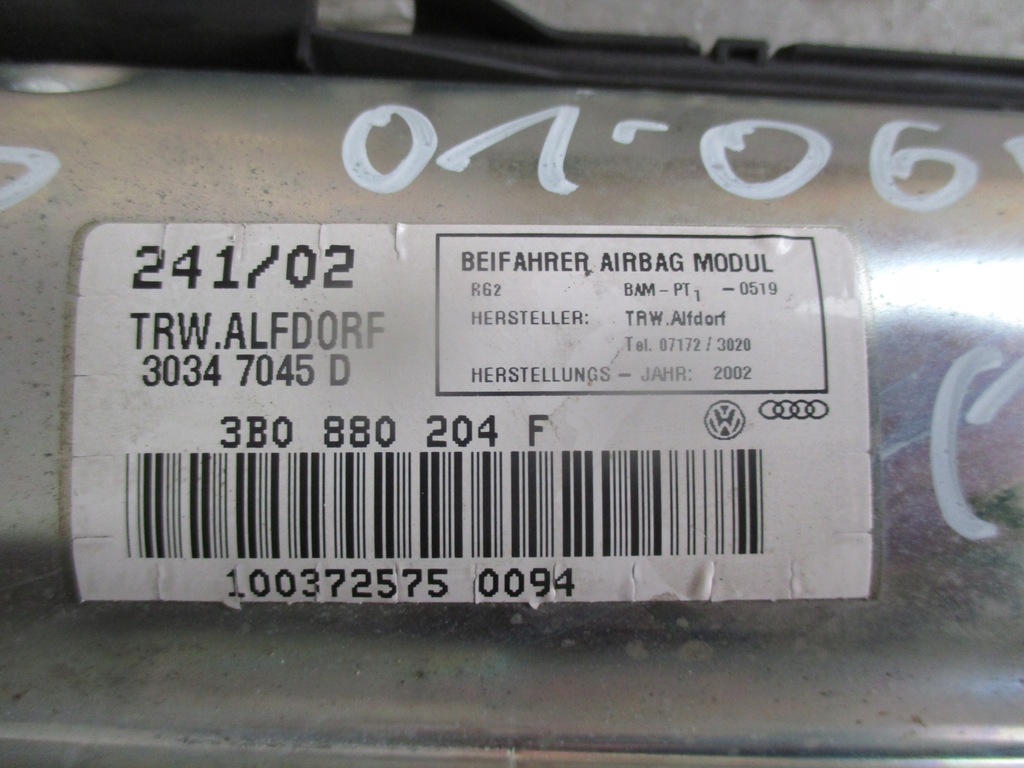 01-06
241/02
TRW.ALFDORF
3034 7045 D
BEIFAHRER AIRBAG MODUL
RG2 BAM-PT1 -0519
HERSTELLER: TRW.Alfdorf
Tel. 07172 / 3020
HERSTELLUNGS - JAHR: 2002
3B0 880 204 F
100372575 0094